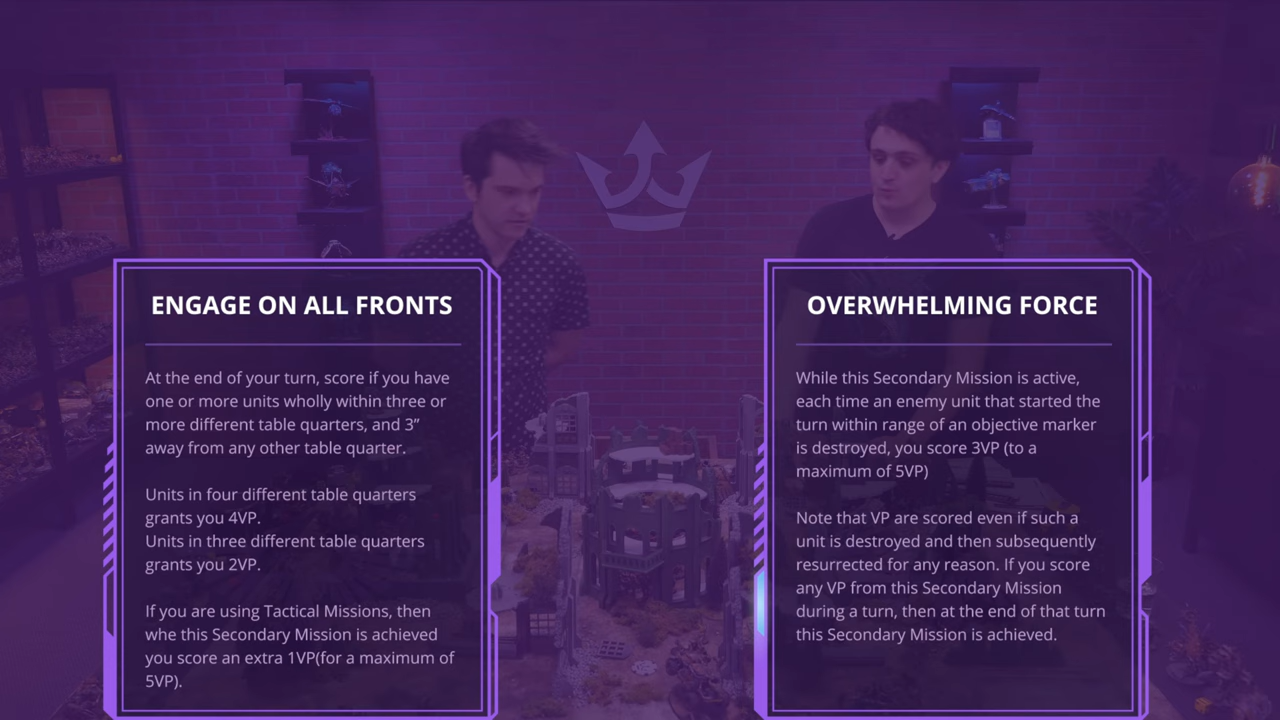 ENGAGE ON ALL FRONTS
At the end of your turn, score if you have
one or more units wholly within three or
more different table quarters, and 3”
away from any other table quarter.
Units in four different table quarters
grants you 4VP.
Units in three different table quarters
grants you 2VP.
If you are using Tactical Missions, then
whe this Secondary Mission is achieved
you score an extra 1VP(for a maximum of
5VP).
OVERWHELMING FORCE
While this Secondary Mission is active,
each time an enemy unit that started the
turn within range of an objective marker
is destroyed, you score 3VP (to a
maximum of 5VP)
Note that VP are scored even if such a
unit is destroyed and then subsequently
resurrected for any reason. If you score
any VP from this Secondary Mission
during a turn, then at the end of that turn
this Secondary Mission is achieved.